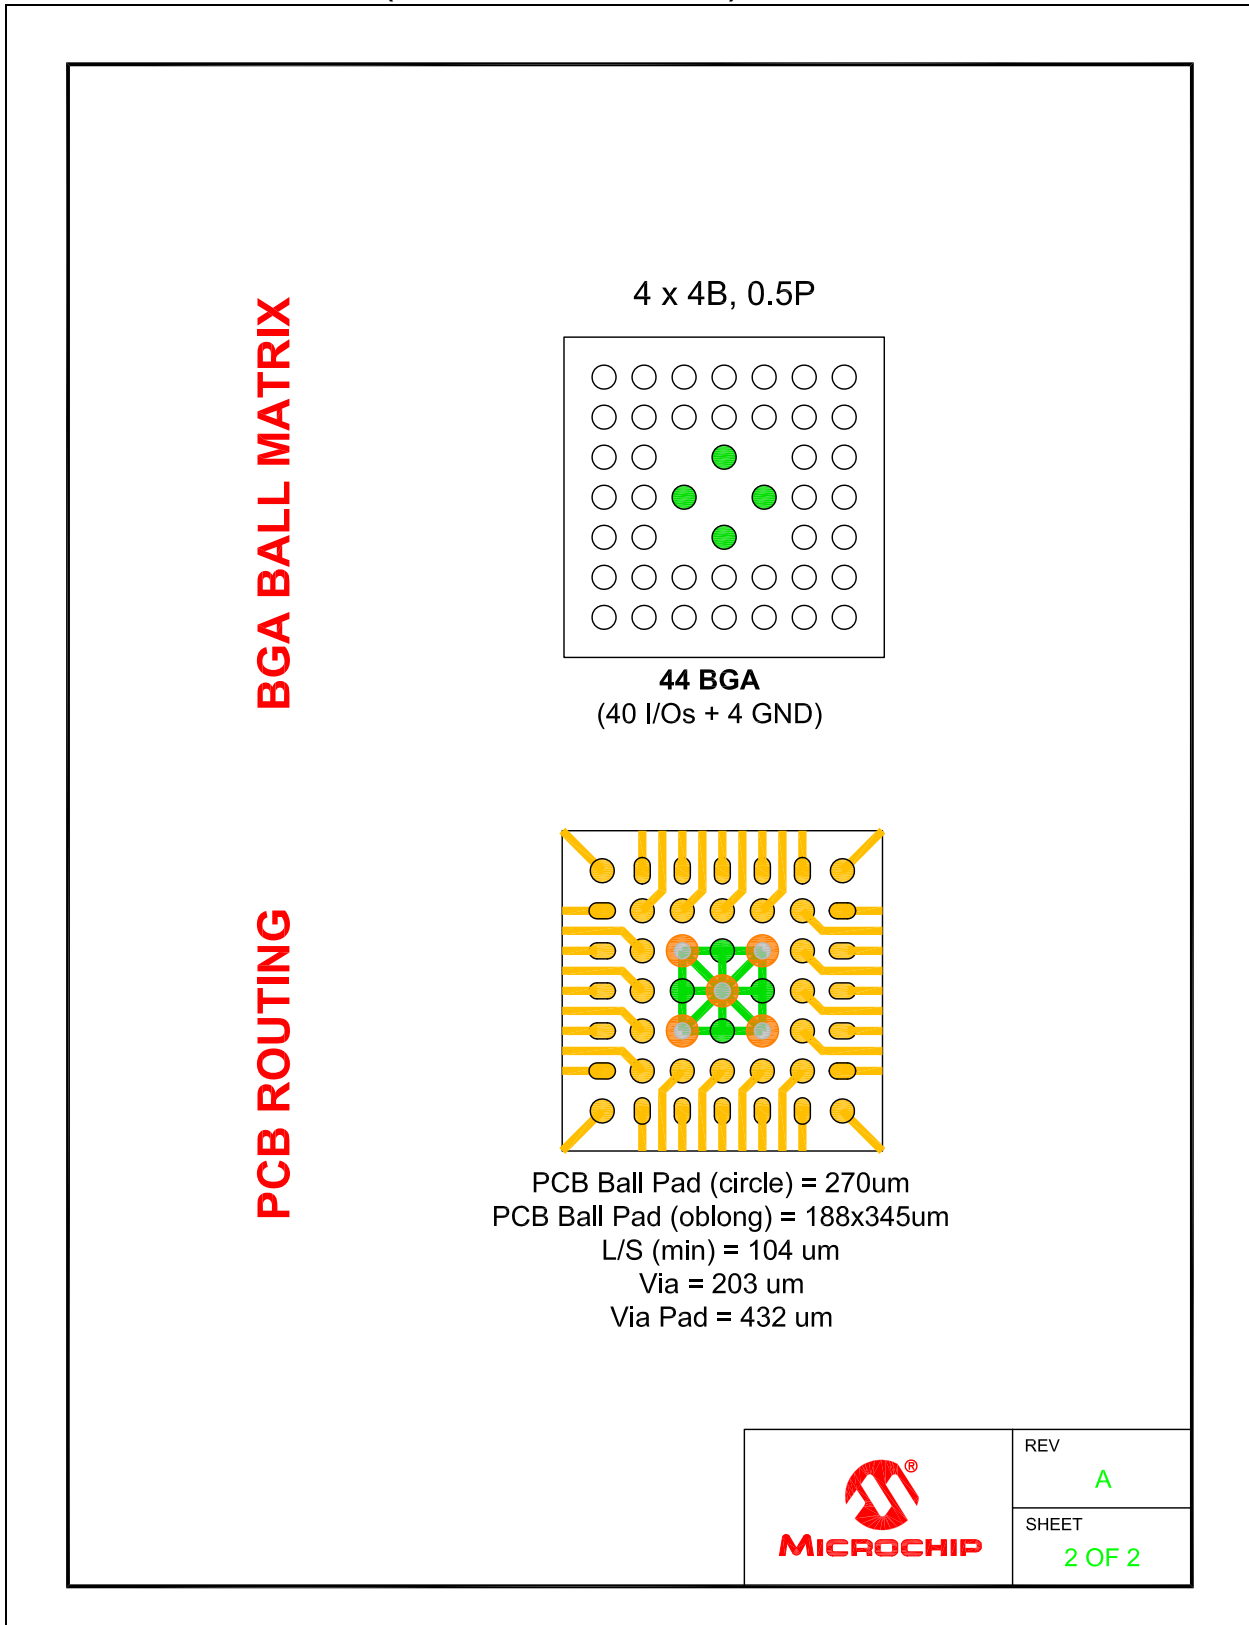 BGA BALL MATRIX
4 x 4B, 0.5P
44 BGA
(40 I/Os + 4 GND)
PCB ROUTING
PCB Ball Pad (circle) = 270um
PCB Ball Pad (oblong) = 188x345um
L/S (min) = 104 um
Via = 203 um
Via Pad = 432 um
®
MICROCHIP
REV
A
SHEET
2 OF 2